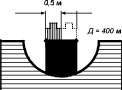 0,5 м
Д = 400 м